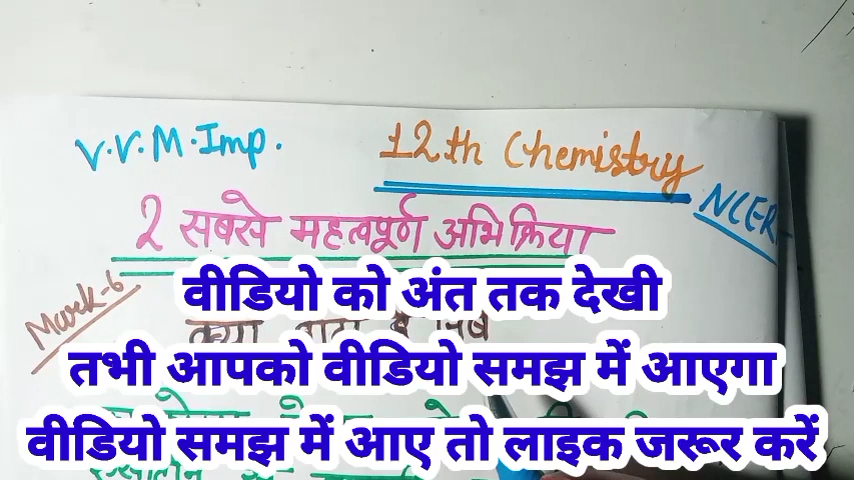 V.V.M.Imp.
12th Chemistry
NCER
2 सबसे महत्वपूर्ण अभिक्रिया
Mark-6
वीडियो को अंत तक देखी
तभी आपको वीडियो समझ में आएगा
वीडियो समझ में आए तो लाइक जरूर करें